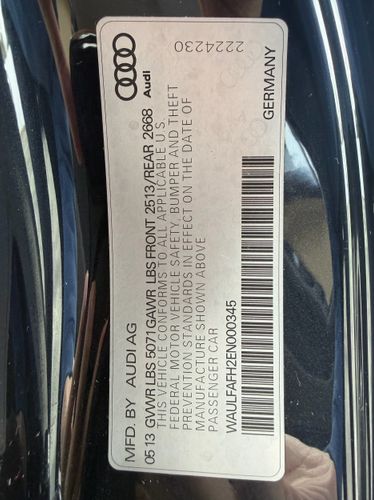 MFD. BY AUDI AG
Audi
0513 GVWR LBS 5071 GAWR LBS FRONT 2513/REAR 2668
THIS VEHICLE CONFORMS TO ALL APPLICABLE U.S.
FEDERAL MOTOR VEHICLE SAFETY, BUMPER AND THEFT
PREVENTION STANDARDS IN EFFECT ON THE DATE OF
MANUFACTURE SHOWN ABOVE
PASSENGER CAR
2224230
WAULFAFH2EN000345
GERMANY